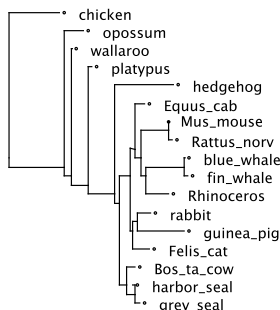 chicken
opossum
wallaroo
platypus
hedgehog
Equus_cab
Mus_mouse
Rattus_norv
blue_whale
fin_whale
Rhinoceros
rabbit
guinea_pig
Felis_cat
Bos_ta_cow
harbor_seal
grey_seal